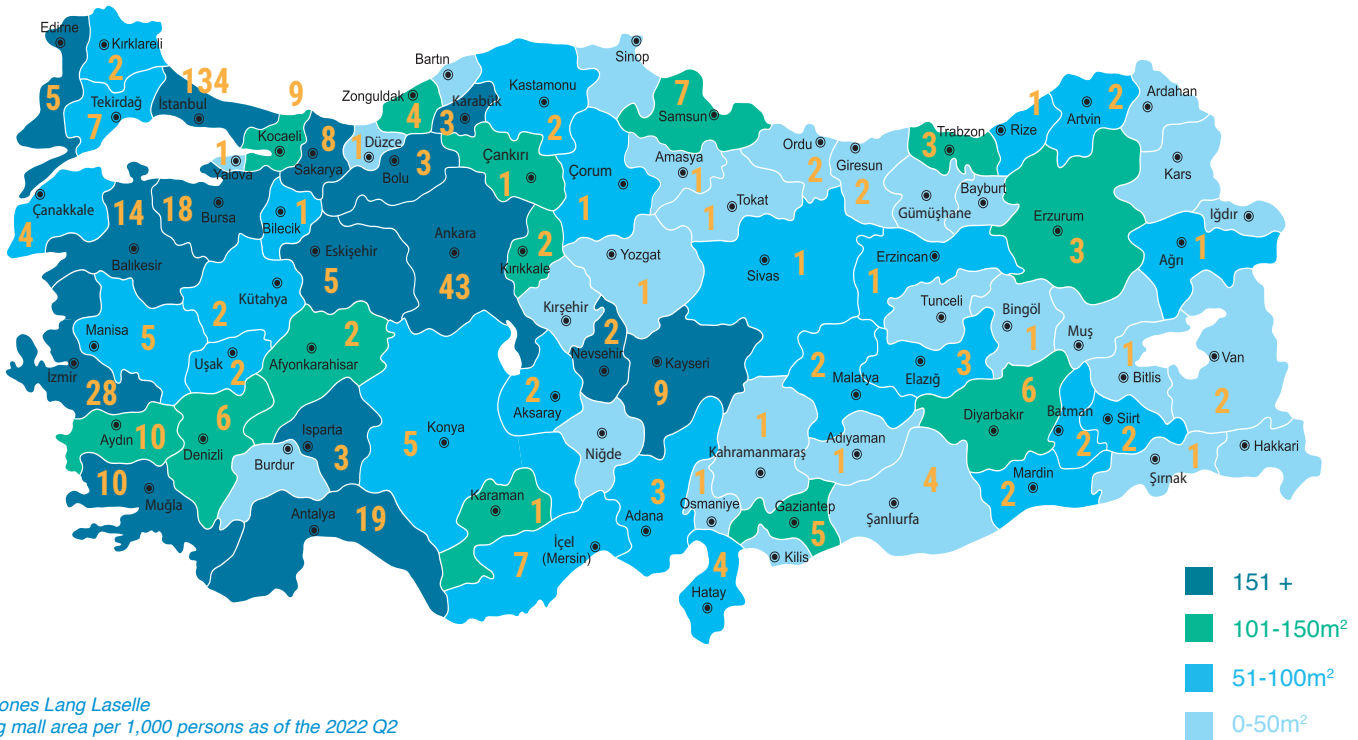 Edirne
Kırklareli
2
5
Tekirdağ
7
134
İstanbul
9
Kocaeli
1
Yalova
8
Sakarya
1
Düzce
Bolu
3
Zonguldak
4
Bartın
Karabük
3
Kastamonu
2
Sinop
7
Samsun
Çankırı
1
Çorum
1
Amasya
1
Tokat
1
Ordu
2
Giresun
2
Trabzon
3
Gümüşhane
Bayburt
1
Rize
2
Artvin
Ardahan
Kars
Iğdır
Erzurum
3
Ağrı
1
Çanakkale
4
14
Balıkesir
18
Bursa
1
Bilecik
Eskişehir
5
Ankara
43
2
Kırıkkale
Yozgat
1
Sivas
1
Erzincan
1
Tunceli
Bingöl
1
Muş
1
Bitlis
Van
2
Kütahya
2
Manisa
5
İzmir
28
Uşak
2
2
Afyonkarahisar
Kırşehir
2
Nevsehir
Kayseri
9
2
Malatya
Elazığ
3
6
Diyarbakır
Batman
2
Siirt
2
1
Şırnak
Hakkari
Aydın
10
6
Denizli
Burdur
Isparta
3
Konya
5
2
Aksaray
Niğde
1
Kahramanmaraş
Adıyaman
1
4
Şanlıurfa
Mardin
2
10
Muğla
Antalya
19
Karaman
1
7
İçel
(Mersin)
3
Adana
1
Osmaniye
Gaziantep
5
Kilis
4
Hatay
151 +
101-150m²
51-100m²
0-50m²
ones Lang Laselle
g mall area per 1,000 persons as of the 2022 Q2